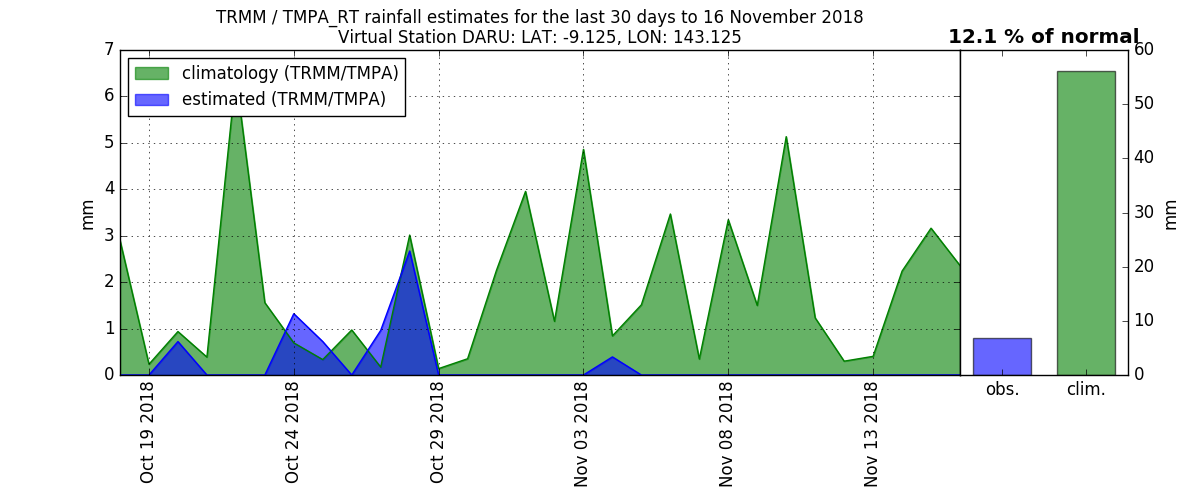 TRMM / TMPA_RT rainfall estimates for the last 30 days to 16 November 2018
Virtual Station DARU: LAT: -9.125, LON: 143.125
12.1 % of normal
climatology (TRMM/TMPA)
estimated (TRMM/TMPA)
7
6
5
4
3
2
1
0
mm
Oct 19 2018
Oct 24 2018
Oct 29 2018
Nov 03 2018
Nov 08 2018
Nov 13 2018
60
50
40
30
20
10
0
mm
obs.
clim.